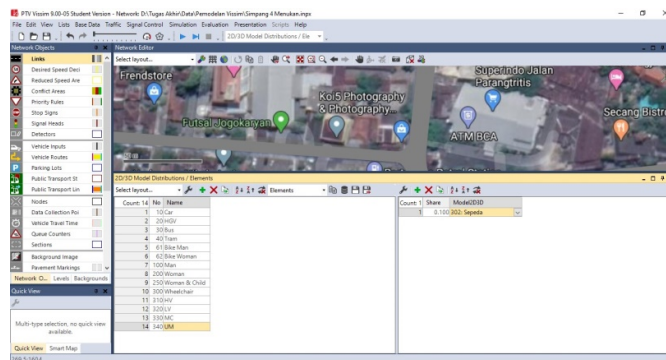 PTV Vissim 9.00-05 Student Version - Network: D:\Tugas Akhir\Data\Pemodelan Vissim\Simpang 4 Menukan.inpx
File Edit View Lists Base Data Traffic Signal Control Simulation Evaluation Presentation Scripts Help
2D/3D Model Distributions / Ele
Network Objects
Network Editor
Links
Desired Speed Deci
Reduced Speed Are
Conflict Areas
Priority Rules
Stop Signs
Signal Heads
Detectors
Vehicle Inputs
Vehicle Routes
Parking Lots
Public Transport St
Public Transport Lin
Nodes
Data Collection Poi
Vehicle Travel Time
Queue Counters
Sections
Background Image
Pavement Markings
Network O... Levels Backgrounds
Quick View
Multi-type selection, no quick view
available.
Quick View Smart Map
Select layout...
Frendstore
Futsal Jogokaryan
Koi5 Photography
& Photography...
Superindo Jalan
Parangtritis
ATM BCA
Secang Bistro
2D/3D Model Distributions / Elements
Select layout... Elements
Count: 14 No Name
1 10 Car
2 20 HGV
3 30 Bus
4 40 Tram
5 61 Bike Man
6 62 Bike Woman
7 100 Man
8 200 Woman
9 250 Woman & Child
10 300 Wheelchair
11 310 HV
12 320 LV
13 330 MC
14 340 UM
Count: 1 Share Model2D3D
1 0.100 302: Sepeda